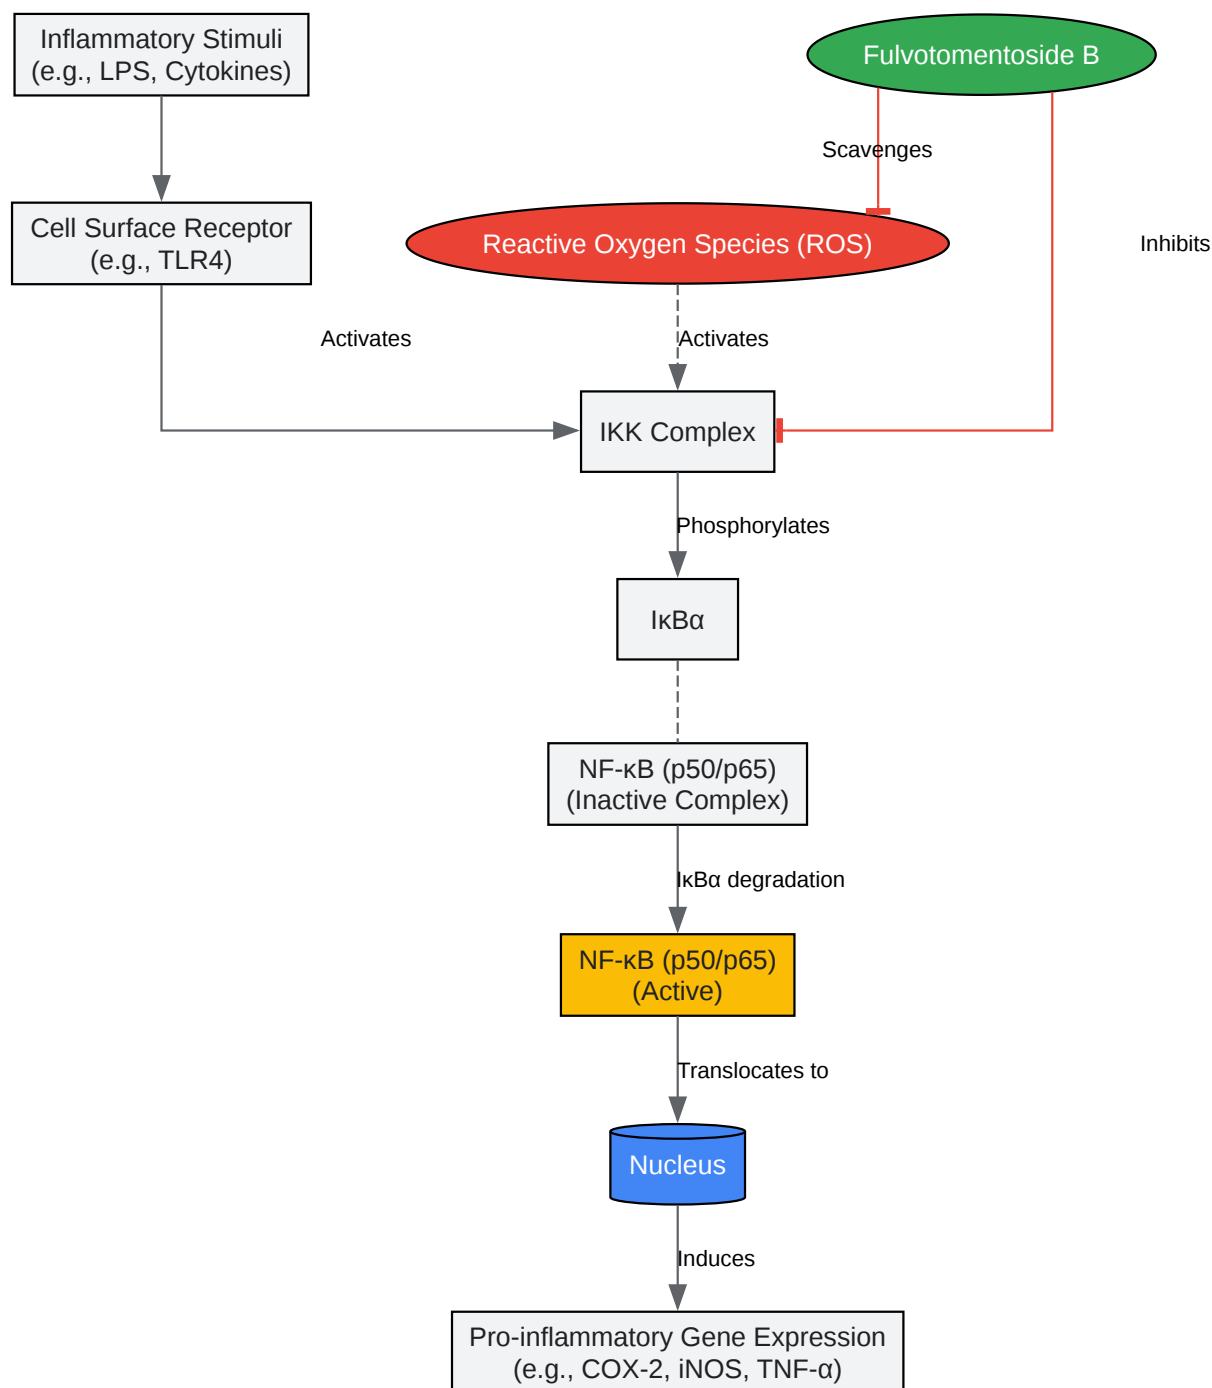 Inflammatory Stimuli
(e.g., LPS, Cytokines)
Fulvotomentoside B
Scavenges
Cell Surface Receptor
(e.g., TLR4)
Reactive Oxygen Species (ROS)
Inhibits
Activates
Activates
IKK Complex
Phosphorylates
IκBα
NF-κB (p50/p65)
(Inactive Complex)
IκBα degradation
NF-κB (p50/p65)
(Active)
Translocates to
Nucleus
Induces
Pro-inflammatory Gene Expression
(e.g., COX-2, iNOS, TNF-α)